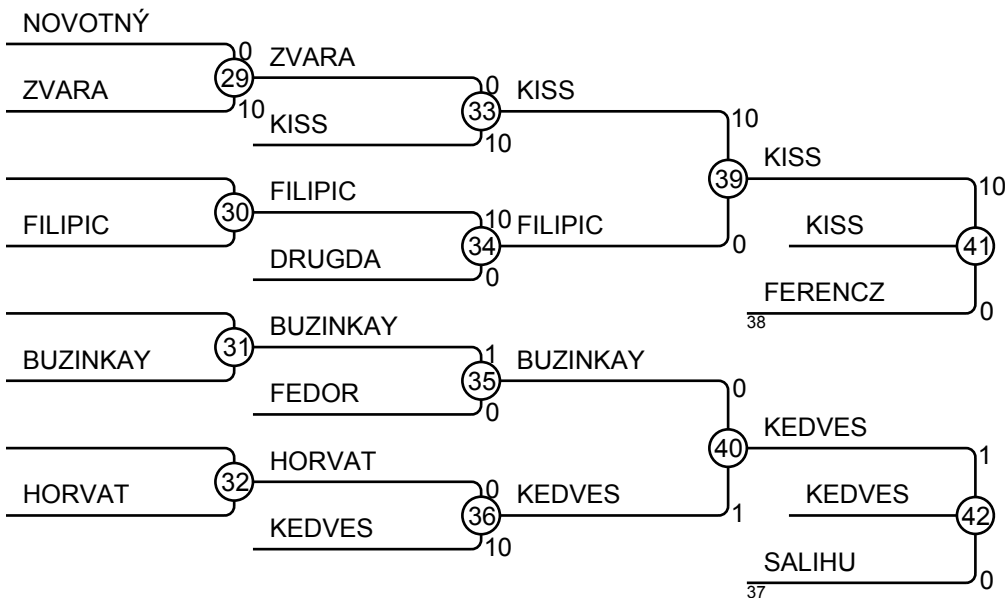 NOVOTNÝ
0
ZVARA
29
ZVARA
10
0
KISS
33
KISS
10
10
KISS
39
FILIPIC
30
FILIPIC
10
DRUGDA
34
FILIPIC
0
0
10
KISS
41
FERENCZ
38
0
BUZINKAY
31
BUZINKAY
1
FEDOR
35
BUZINKAY
0
0
KEDVES
40
HORVAT
32
HORVAT
0
KEDVES
36
KEDVES
10
1
1
KEDVES
42
SALIHU
37
0